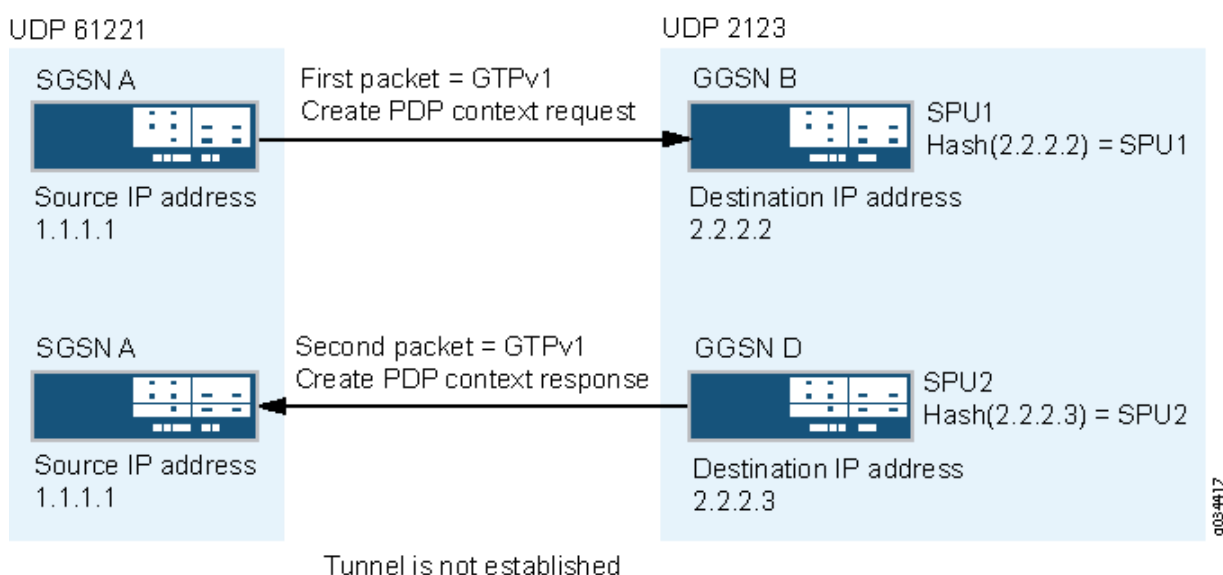 UDP 61221
UDP 2123
SGSN A
First packet = GTPv1
Create PDP context request
GGSN B
SPU1
Hash(2.2.2.2) = SPU1
Source IP address
1.1.1.1
Destination IP address
2.2.2.2
SGSN A
Second packet = GTPv1
Create PDP context response
GGSN D
SPU2
Hash(2.2.2.3) = SPU2
Source IP address
1.1.1.1
Destination IP address
2.2.2.3
Tunnel is not established
g034417